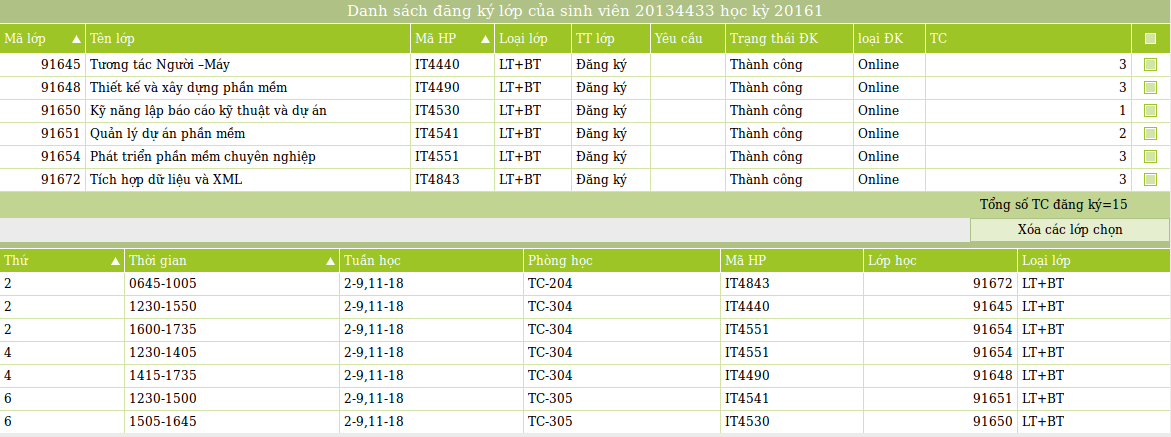 Danh sách đăng ký lớp của sinh viên 20134433 học kỳ 20161
Mã lớp Tên lớp Mã HP Loại lớp TT lớp Yêu cầu Trạng thái ĐK loại ĐK TC
91645 Tương tác Người –Máy IT4440 LT+BT Đăng ký Thành công Online 3
91648 Thiết kế và xây dựng phần mềm IT4490 LT+BT Đăng ký Thành công Online 3
91650 Kỹ năng lập báo cáo kỹ thuật và dự án IT4530 LT+BT Đăng ký Thành công Online 1
91651 Quản lý dự án phần mềm IT4541 LT+BT Đăng ký Thành công Online 2
91654 Phát triển phần mềm chuyên nghiệp IT4551 LT+BT Đăng ký Thành công Online 3
91672 Tích hợp dữ liệu và XML IT4843 LT+BT Đăng ký Thành công Online 3
Tổng số TC đăng ký=15
Xóa các lớp chọn
Thứ Thời gian Tuần học Phòng học Mã HP Lớp học Loại lớp
2 0645-1005 2-9,11-18 TC-204 IT4843 91672 LT+BT
2 1230-1550 2-9,11-18 TC-304 IT4440 91645 LT+BT
2 1600-1735 2-9,11-18 TC-304 IT4551 91654 LT+BT
4 1230-1405 2-9,11-18 TC-304 IT4551 91654 LT+BT
4 1415-1735 2-9,11-18 TC-304 IT4490 91648 LT+BT
6 1230-1500 2-9,11-18 TC-305 IT4541 91651 LT+BT
6 1505-1645 2-9,11-18 TC-305 IT4530 91650 LT+BT